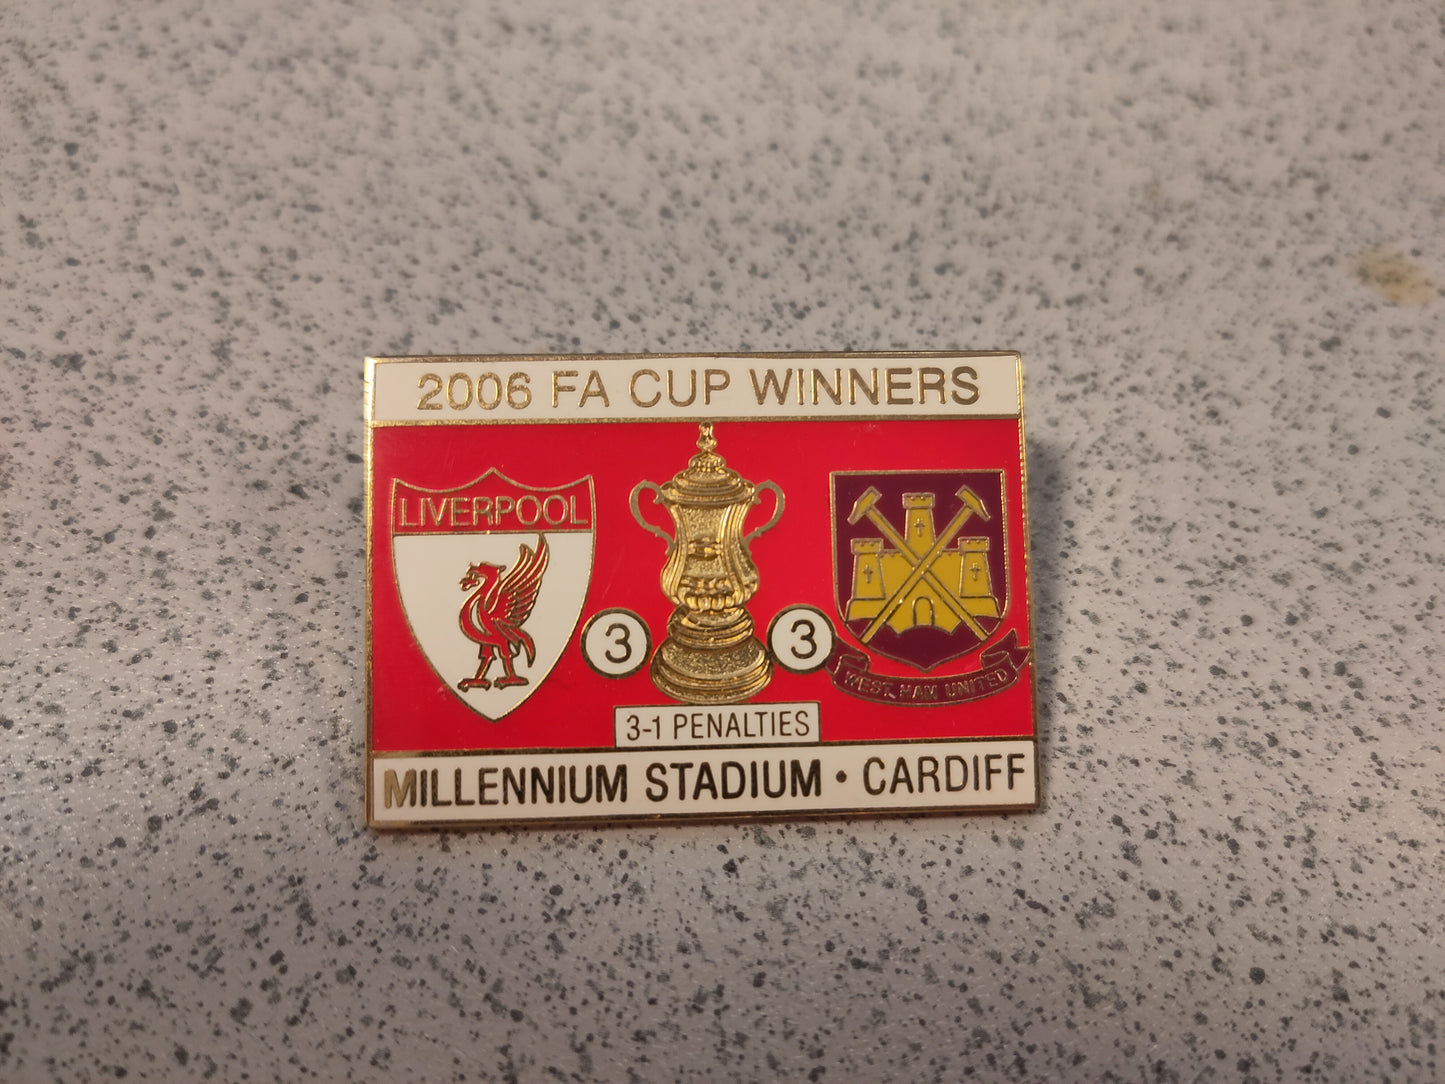 2006 FA CUP WINNERS
LIVERPOOL
3 3
WEST HAM UNITED
3-1 PENALTIES
MILLENNIUM STADIUM • CARDIFF